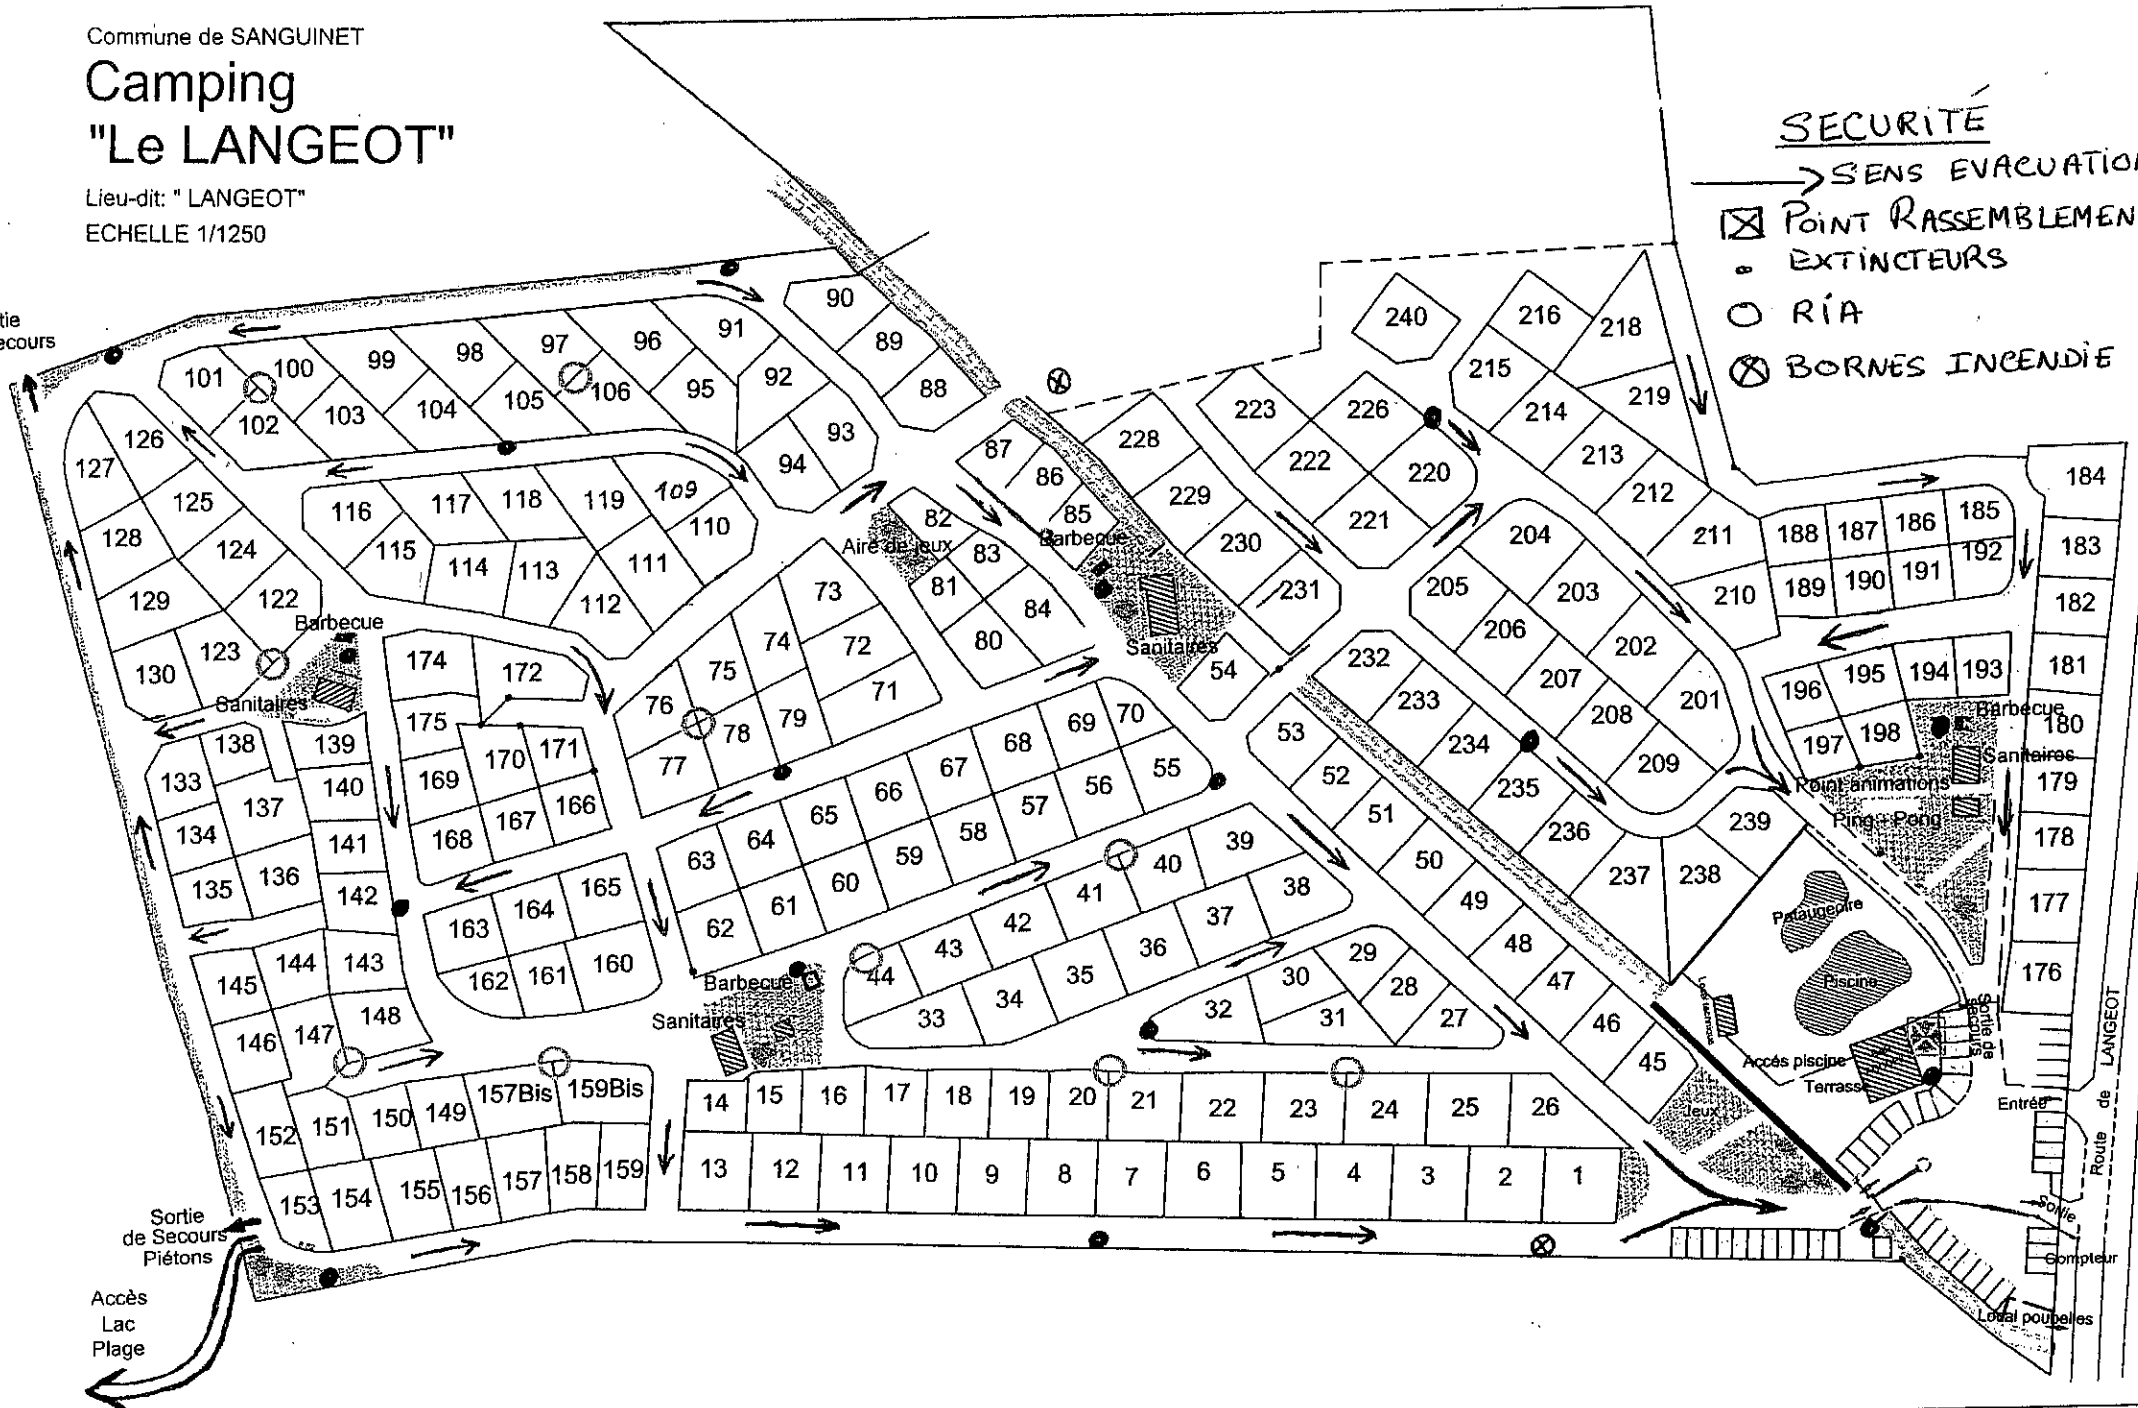 Commune de SANGUINET
Camping
"Le LANGEOT"
Lieu-dit: " LANGEOT"
ECHELLE 1/1250
SECURITÉ
SENS EVACUATION
POINT RASSEMBLEMEN
EXTINCTEURS
RIA
BORNES INCENDIE
tie
ecours
90
89
88
101 100 99 98 97 96 91
102 103 104 105 106 95 92
94 93
127 126
128 125
129 124
130 123 122
116 117 118 119 109
115 114 113 112 111 110
87 86 85
82 83
81 84
80
Aire de jeux
Barbecue
Sanitaires
54
228
229
230
231
223 226
222 220
221
240
216 218
215 214 219
213
212
211
210
204
205 203
206 202
207 201
208
209
232
233
234
235
236
237 238 239
188 187 186 185
189 190 191 192
196 195 194 193
197 198
184
183
182
181
180
179
178
177
176
Barbecue
Sanitaires
Point animations
Ping - Pong
Barbecue
Sanitaires
174 172
175
169 170 171
168 167 166
73
74 72
76 75 71
77 78 79
138 139
133 137 140
134 141
135 136 142
163 164 165
162 161 160
63 64 65 66 67 68 69 70
62 61 60 59 58 57 56 55
53
52
51
50
49
48
47
46
45
44 43 42 41 40 39
33 34 35 36 37 38
32 30 29
31 28
27
145 144 143
146 147 148
Barbecue
Sanitaires
152 151 150 149 157Bis 159Bis
153 154 155 156 157 158 159
14 15 16 17 18 19 20 21 22 23 24 25 26
13 12 11 10 9 8 7 6 5 4 3 2 1
Pataugeoire
Piscine
Accés piscine
Terrasse
Jeux
Sortie de
secours
Entrée
Route de LANGEOT
Sortie
Compteur
Local poubelles
Sortie
de Secours
Piétons
Accès
Lac
Plage